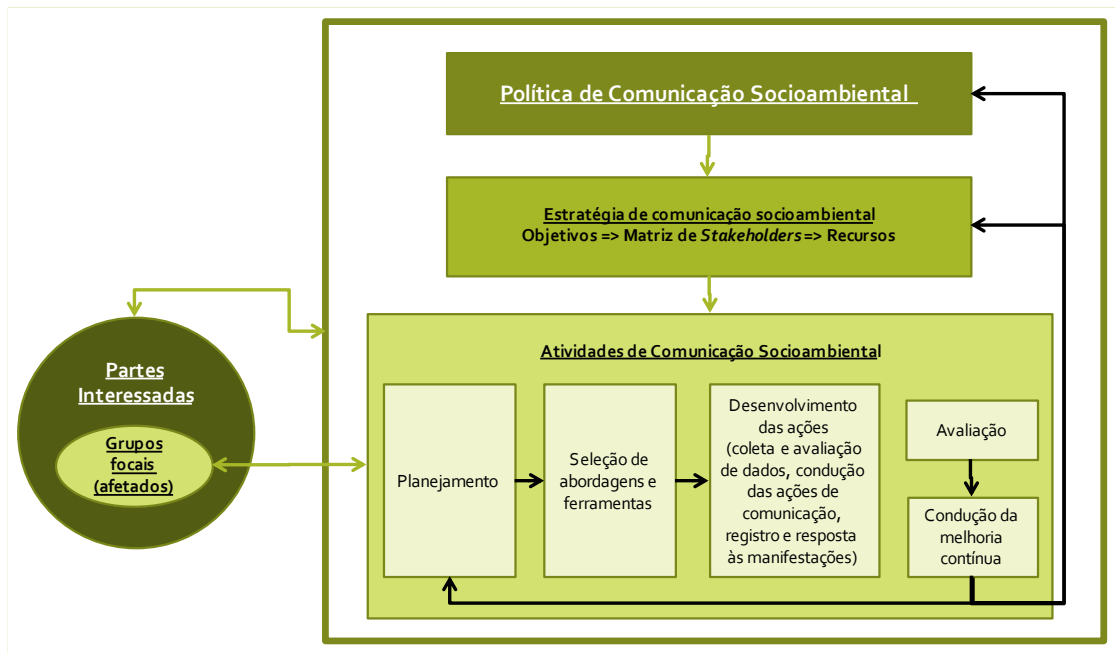 Política de Comunicação Socioambiental
Estratégia de comunicação socioambiental
Objetivos => Matriz de Stakeholders => Recursos
Partes
Interessadas
Grupos
focais
(afetados)
Atividades de Comunicação Socioambiental
Planejamento
Seleção de
abordagens e
ferramentas
Desenvolvimento
das ações
(coleta e avaliação
de dados, condução
das ações de
comunicação,
registro e resposta
às manifestações)
Avaliação
Condução da
melhoria
contínua